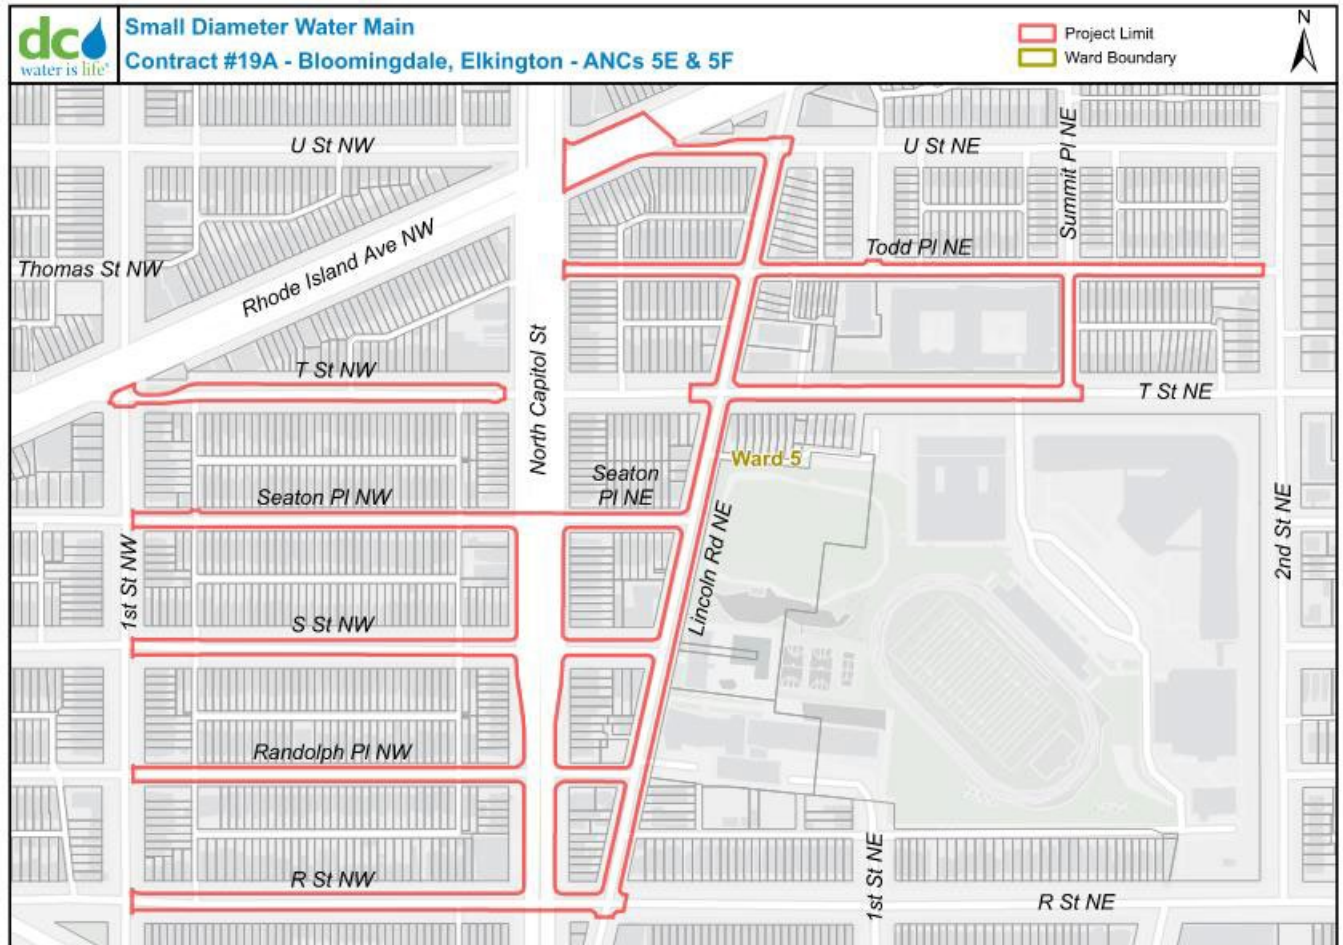 dc
water is life®
Small Diameter Water Main
Contract #19A - Bloomingdale, Elkington - ANCs 5E & 5F
Project Limit
Ward Boundary
N
U St NW
U St NE
Summit Pl NE
Thomas St NW
Rhode Island Ave NW
Todd Pl NE
North Capitol St
T St NW
T St NE
Seaton Pl NW
Seaton
Pl NE
Ward 5
Lincoln Rd NE
2nd St NE
1st St NW
S St NW
Randolph Pl NW
R St NW
1st St NE
R St NE